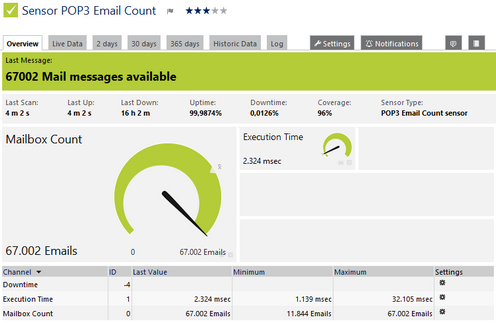 Sensor POP3 Email Count
Overview Live Data 2 days 30 days 365 days Historic Data Log Settings Notifications
Last Message:
67002 Mail messages available
Last Scan: Last Up: Last Down: Uptime: Downtime: Coverage: Sensor Type:
4 m 2 s 4 m 2 s 16 h 2 m 99,9874% 0,0126% 96% POP3 Email Count sensor
Mailbox Count
67.002 Emails
0 67.002 Emails
Execution Time
2.324 msec
Channel ID Last Value Minimum Maximum Settings
Downtime -4
Execution Time 1 2.324 msec 1.139 msec 32.105 msec
Mailbox Count 0 67.002 Emails 11.844 Emails 67.002 Emails